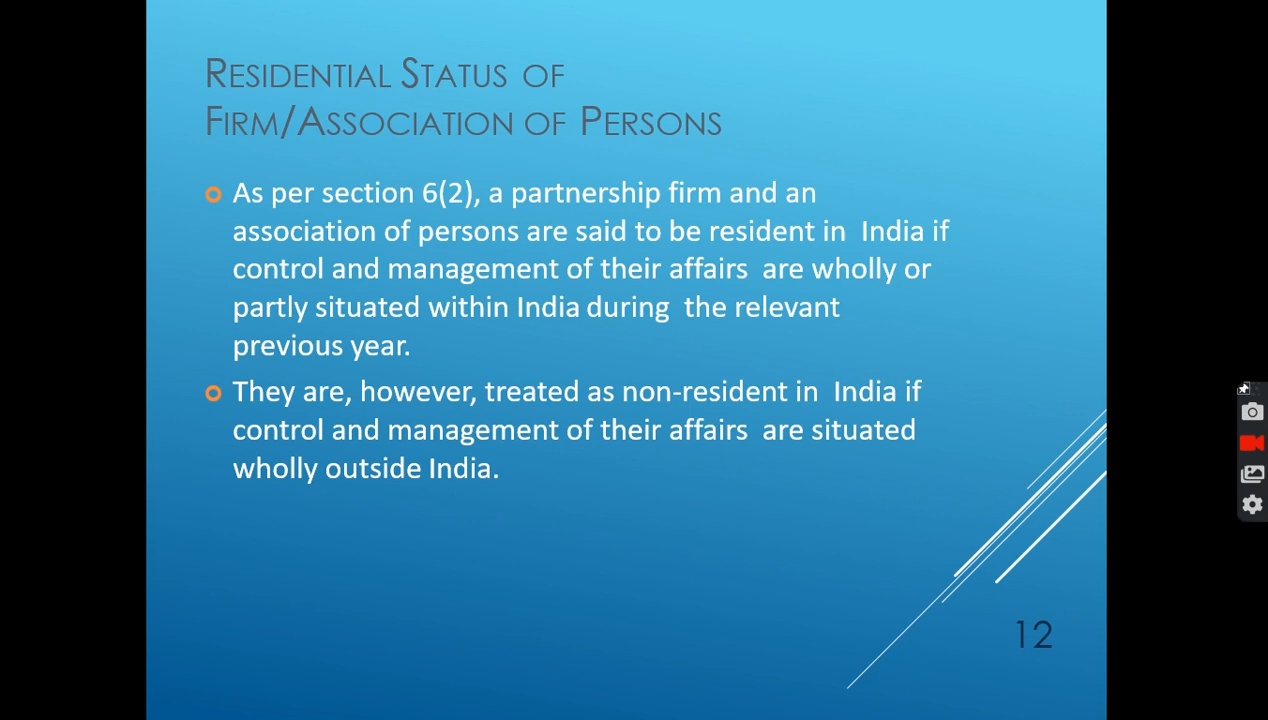 RESIDENTIAL STATUS OF
FIRM/ASSOCIATION OF PERSONS
As per section 6(2), a partnership firm and an
association of persons are said to be resident in India if
control and management of their affairs are wholly or
partly situated within India during the relevant
previous year.
They are, however, treated as non-resident in India if
control and management of their affairs are situated
wholly outside India.
12